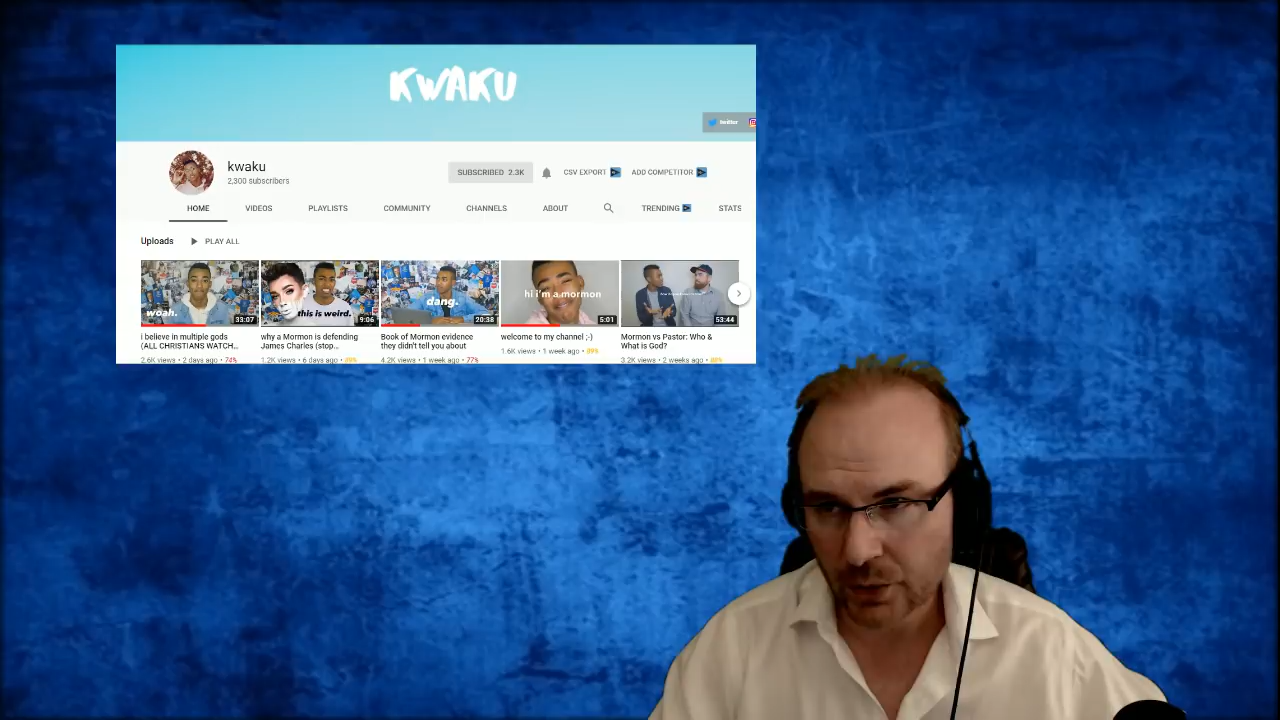 KWAKU
twitter
kwaku
2,300 subscribers
SUBSCRIBED 2.3K
CSV EXPORT
ADD COMPETITOR
HOME
VIDEOS
PLAYLISTS
COMMUNITY
CHANNELS
ABOUT
TRENDING
STATS
Uploads
PLAY ALL
woah.
33:07
this is weird.
9:06
dang.
20:38
hi i'm a mormon
5:01
53:44
i believe in multiple gods
(ALL CHRISTIANS WATCH...
2.6K views • 2 days ago • 74%
why a Mormon is defending
James Charles (stop...
1.2K views • 6 days ago • 89%
Book of Mormon evidence
they didn't tell you about
4.2K views • 1 week ago • 77%
welcome to my channel ;-)
1.6K views • 1 week ago • 89%
Mormon vs Pastor: Who &
What is God?
3.2K views • 2 weeks ago •